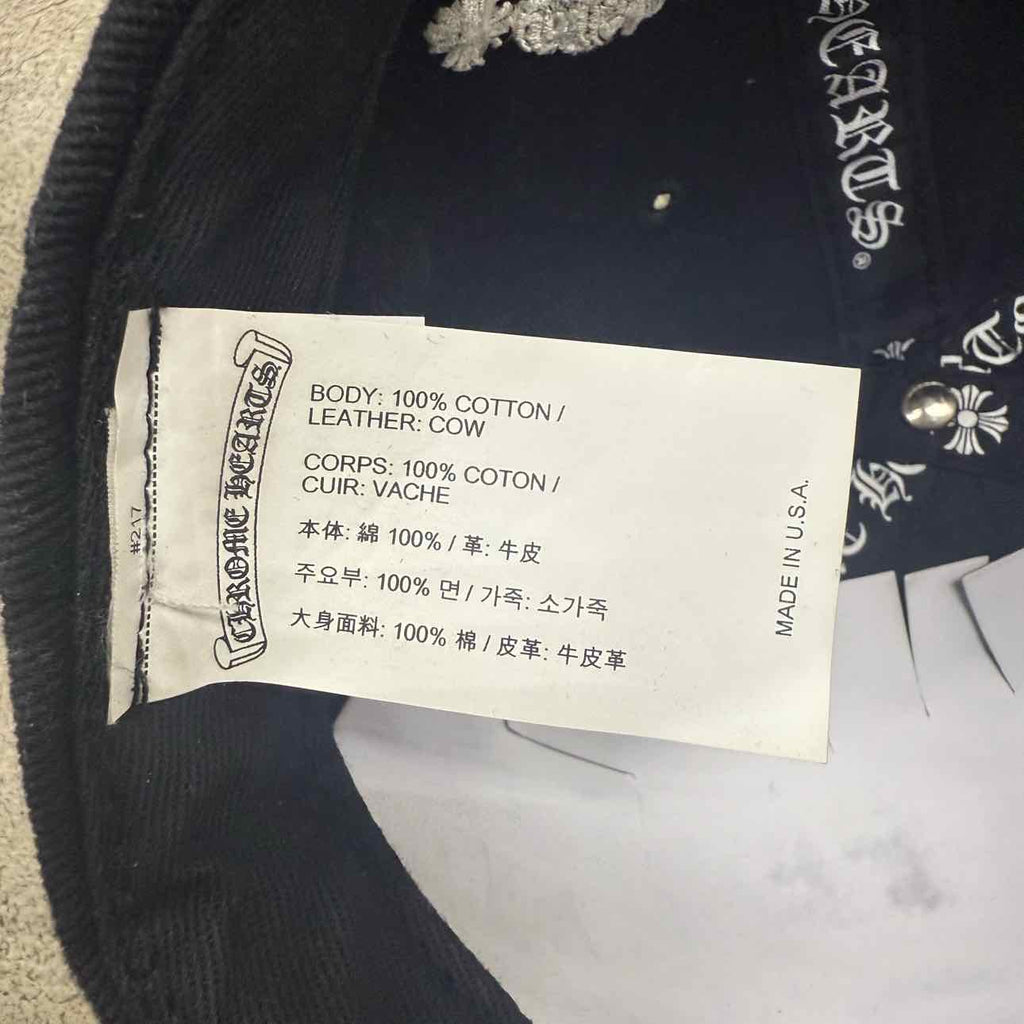 HEARTS®
CHROME HEARTS
BODY: 100% COTTON /
LEATHER: COW
CORPS: 100% COTON /
CUIR: VACHE
本体: 綿 100% / 革: 牛皮
주요부: 100% 면 / 가죽: 소가죽
大身面料: 100% 棉 / 皮革: 牛皮革
MADE IN U.S.A.
#217